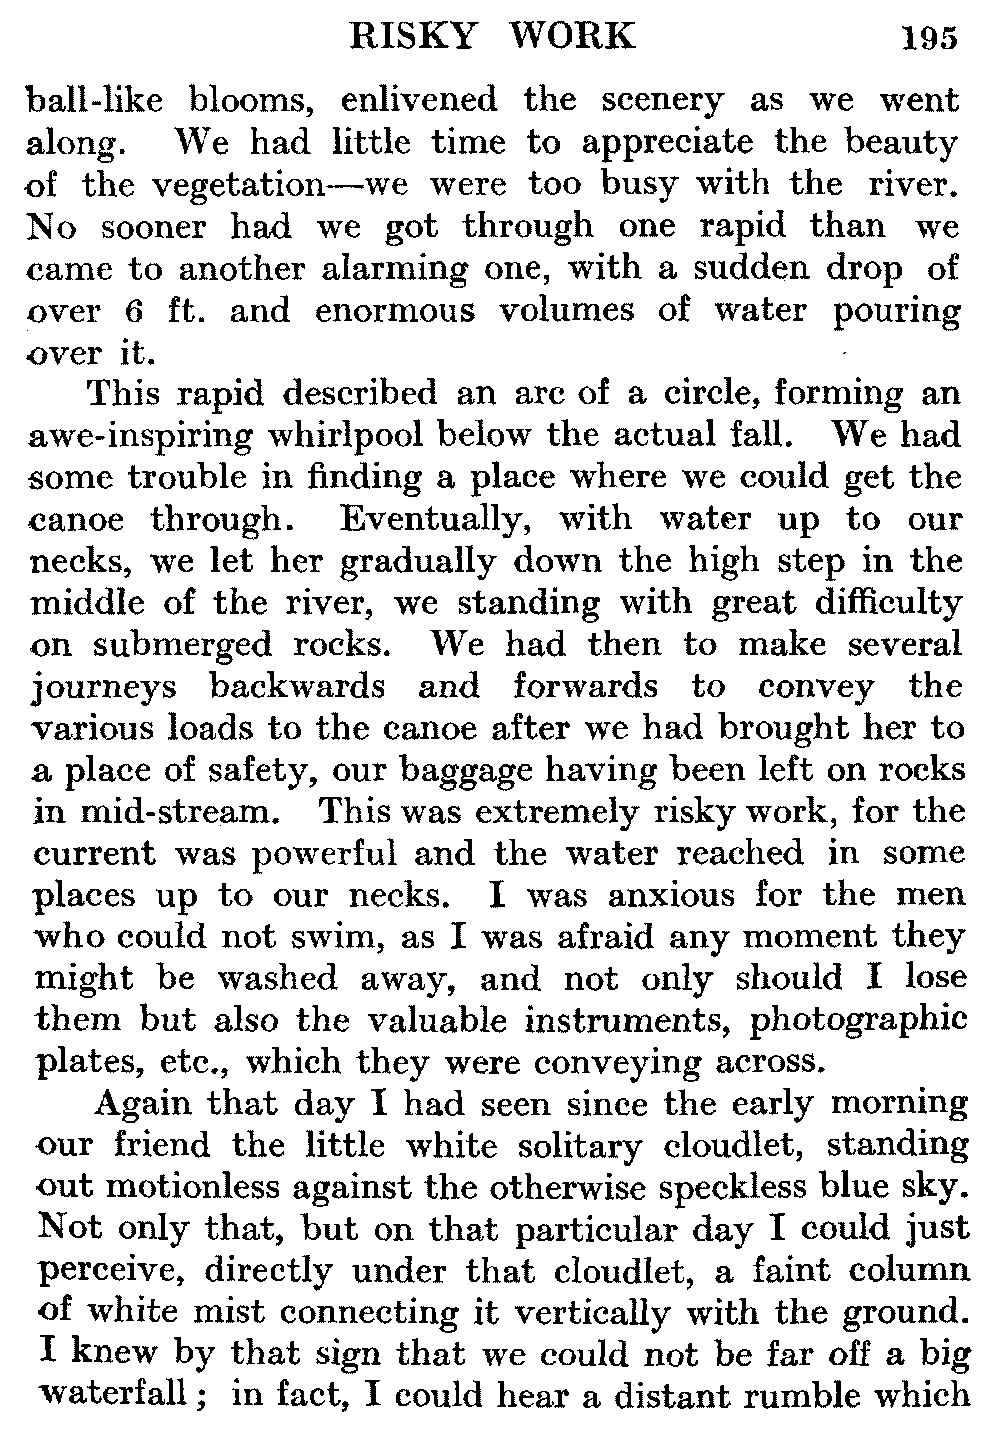 RISKY WORK 195
ball-like blooms, enlivened the scenery as we went
along. We had little time to appreciate the beauty
of the vegetation—we were too busy with the river.
No sooner had we got through one rapid than we
came to another alarming one, with a sudden drop of
over 6 ft. and enormous volumes of water pouring
over it.
This rapid described an arc of a circle, forming an
awe-inspiring whirlpool below the actual fall. We had
some trouble in finding a place where we could get the
canoe through. Eventually, with water up to our
necks, we let her gradually down the high step in the
middle of the river, we standing with great difficulty
on submerged rocks. We had then to make several
journeys backwards and forwards to convey the
various loads to the canoe after we had brought her to
a place of safety, our baggage having been left on rocks
in mid-stream. This was extremely risky work, for the
current was powerful and the water reached in some
places up to our necks. I was anxious for the men
who could not swim, as I was afraid any moment they
might be washed away, and not only should I lose
them but also the valuable instruments, photographic
plates, etc., which they were conveying across.
Again that day I had seen since the early morning
our friend the little white solitary cloudlet, standing
out motionless against the otherwise speckless blue sky.
Not only that, but on that particular day I could just
perceive, directly under that cloudlet, a faint column
of white mist connecting it vertically with the ground.
I knew by that sign that we could not be far off a big
waterfall ; in fact, I could hear a distant rumble which